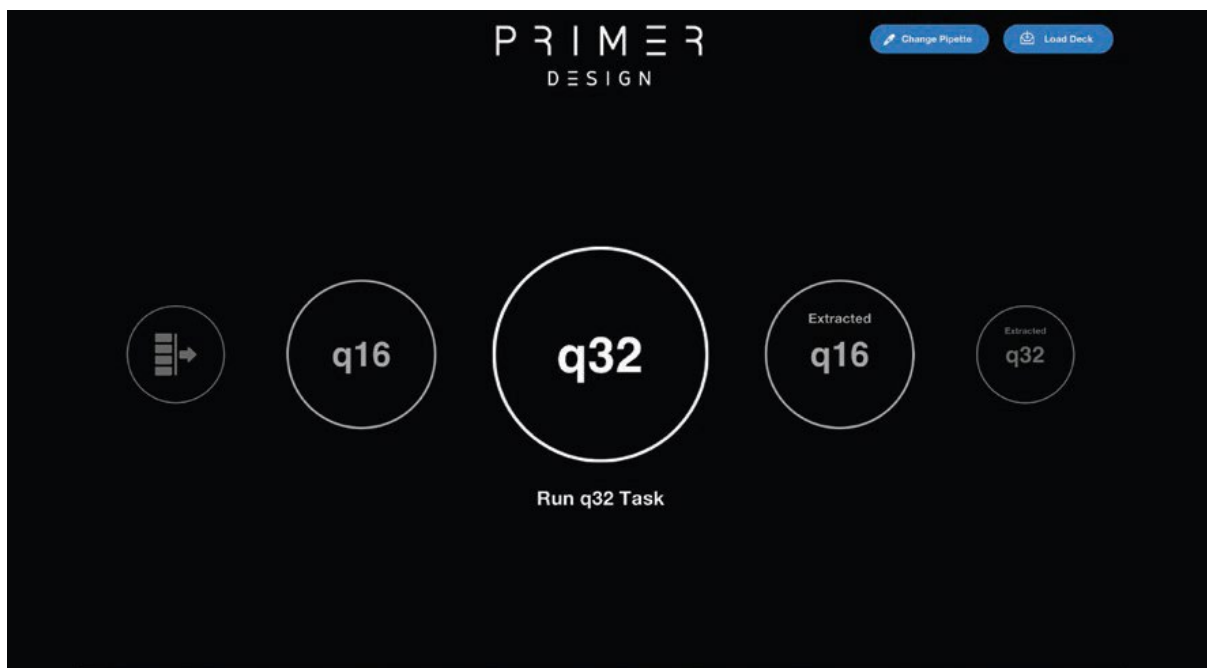 PRIMER
DESIGN
Change Pipette
Load Deck
q16
q32
Extracted
q16
Extracted
q32
Run q32 Task